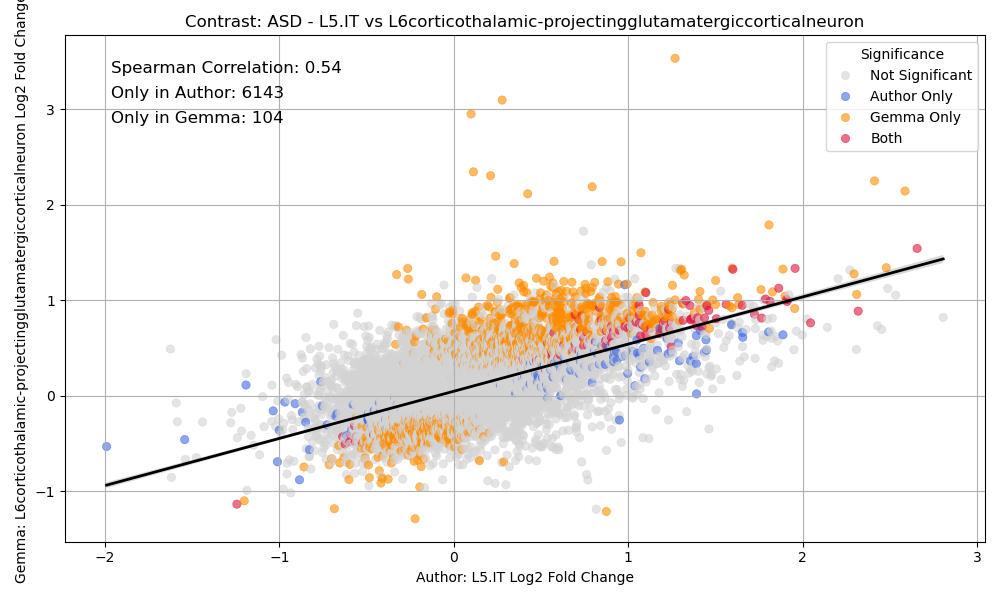 Contrast: ASD - L5.IT vs L6corticothalamic-projectingglutamatergiccorticalneuron
Spearman Correlation: 0.54
Only in Author: 6143
Only in Gemma: 104
Significance
Not Significant
Author Only
Gemma Only
Both
Gemma: L6corticothalamic-projectingglutamatergiccorticalneuron Log2 Fold Change
3
2
1
0
−1
−2
−1
0
1
2
3
Author: L5.IT Log2 Fold Change